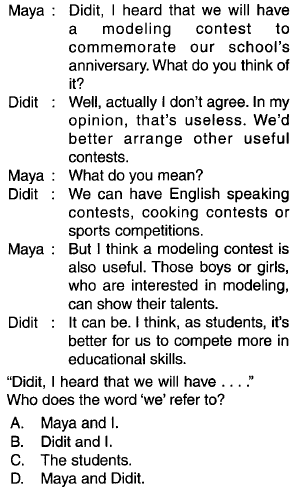 Maya : Didit, I heard that we will have
a modeling contest to
commemorate our school's
anniversary. What do you think of
it?
Didit : Well, actually I don't agree. In my
opinion, that's useless. We'd
better arrange other useful
contests.
Maya : What do you mean?
Didit : We can have English speaking
contests, cooking contests or
sports competitions.
Maya : But I think a modeling contest is
also useful. Those boys or girls,
who are interested in modeling,
can show their talents.
Didit : It can be. I think, as students, it's
better for us to compete more in
educational skills.
"Didit, I heard that we will have . . . ."
Who does the word 'we' refer to?
A. Maya and I.
B. Didit and I.
C. The students.
D. Maya and Didit.